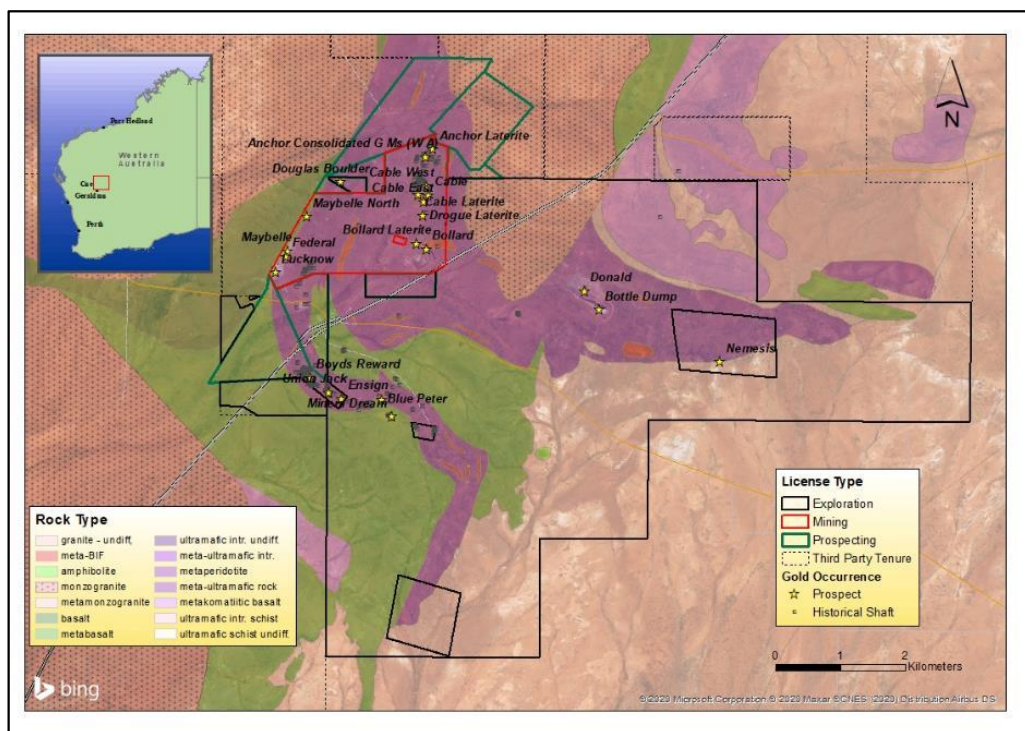 Port Hedland
Western
Australia
Cue
Geraldton
Perth
N
Anchor Laterite
Anchor Consolidated G Ms (WA)
Cable West
Douglas Boulder
Cable
Cable East
Maybelle North
Cable Laterite
Drogue Laterite
Bollard Laterite
Bollard
Maybelle
Federal
Lucknow
Donald
Bottle Dump
Nemesis
Boyds Reward
Union Jack
Ensign
Miners Dream
Blue Peter
License Type
Exploration
Mining
Prospecting
Third Party Tenure
Gold Occurrence
Prospect
Historical Shaft
Rock Type
granite - undiff,
meta-BIF
amphibolite
monzogranite
metamonzogranite
basalt
metabasalt
ultramafic intr. undiff.
meta-ultramafic intr.
metaperidotite
meta-ultramafic rock
metakomatiitic basalt
ultramafic intr. schist
ultramafic schist undiff.
0 1 2
Kilometers
bing
© 2020 Microsoft Corporation © 2020 Maxar ©CNES (2020) Distribution Airbus DS